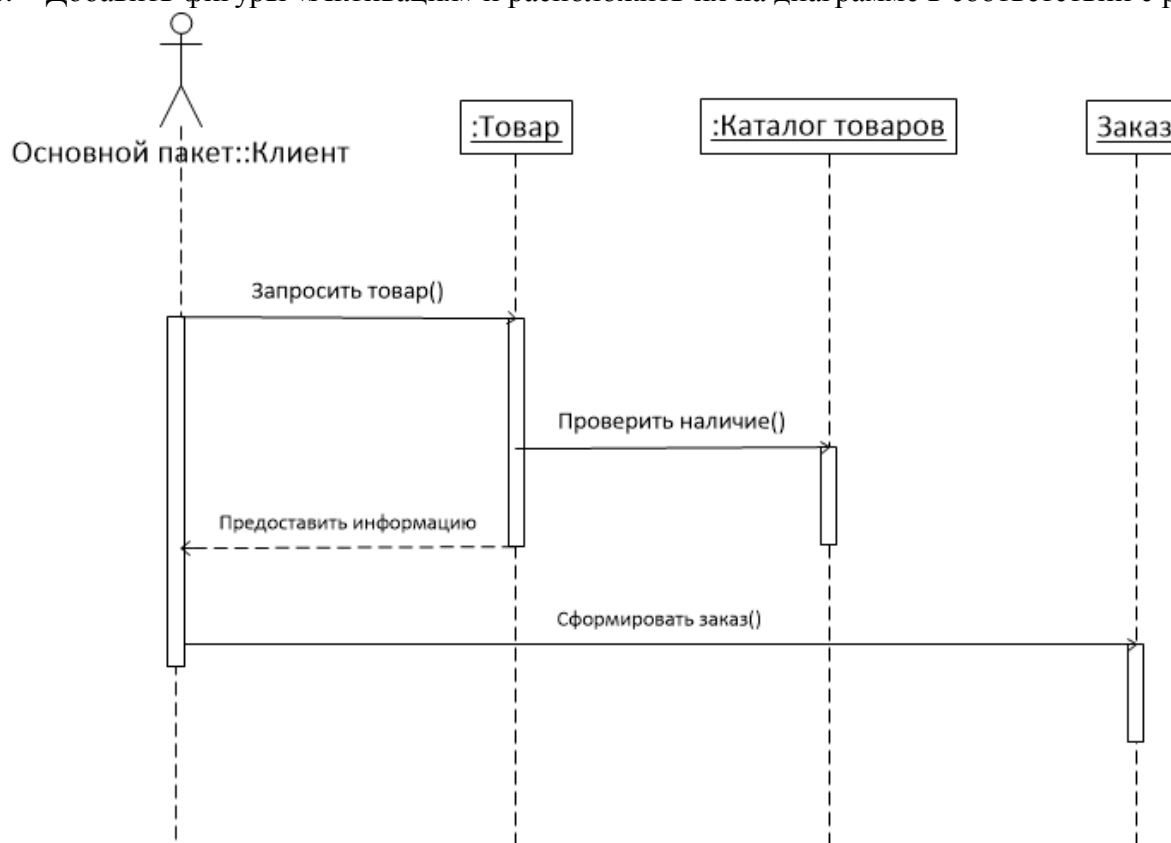 :Товар
:Каталог товаров
Заказ
Основной пакет::Клиент
Запросить товар()
Проверить наличие()
Предоставить информацию
Сформировать заказ()